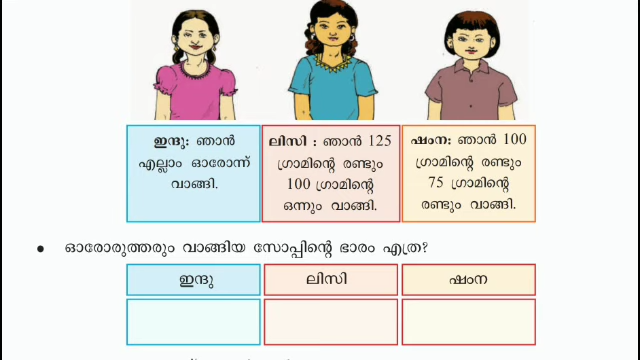 ഇന്ദു: ഞാൻ
എല്ലാം ഓരോന്ന്
വാങ്ങി.
ലിസി : ഞാൻ 125
ഗ്രാമിന്റെ രണ്ടും
100 ഗ്രാമിന്റെ
ഒന്നും വാങ്ങി.
ഷംന: ഞാൻ 100
ഗ്രാമിന്റെ രണ്ടും
75 ഗ്രാമിന്റെ
രണ്ടും വാങ്ങി.
• ഓരോരുത്തരും വാങ്ങിയ സോപ്പിന്റെ ഭാരം എത്ര?
ഇന്ദു
ലിസി
ഷംന